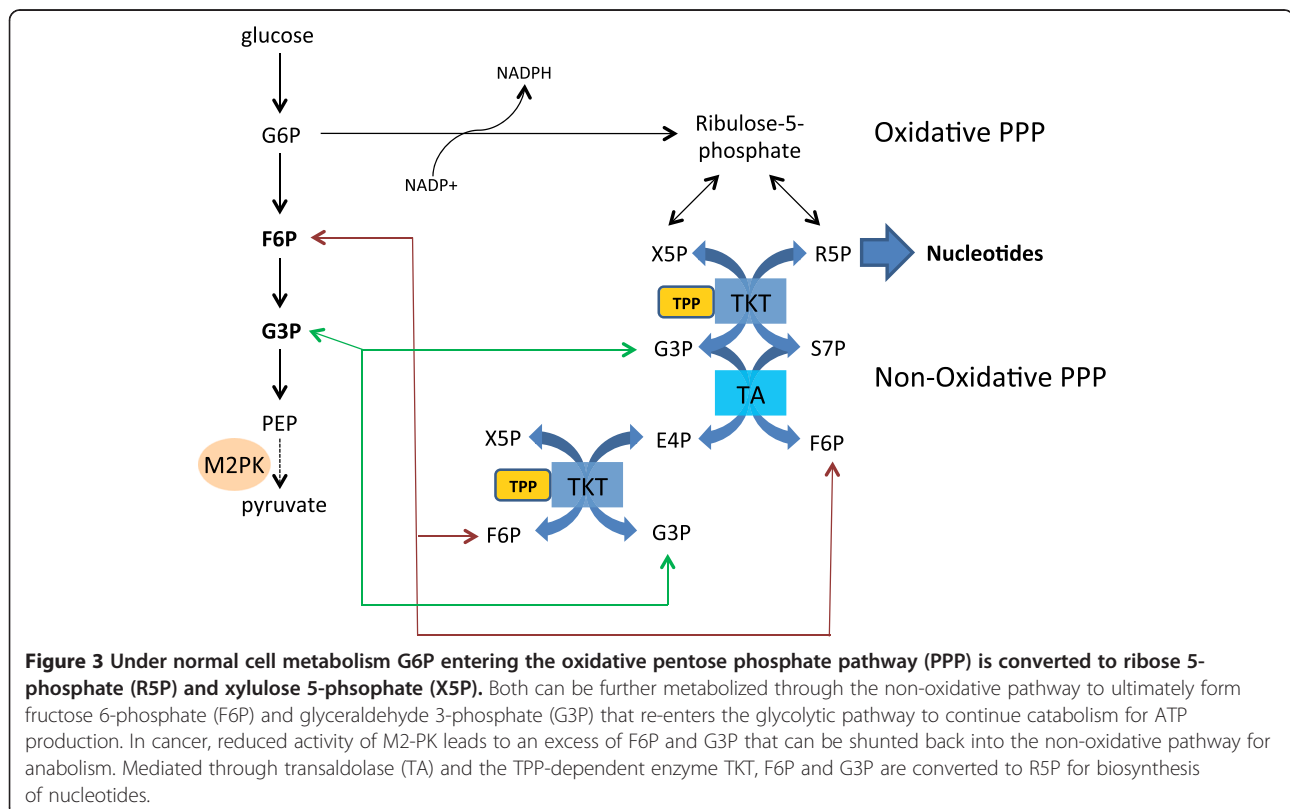 glucose
NADPH
G6P
Ribulose-5-
phosphate
Oxidative PPP
NADP+
F6P
X5P
R5P
Nucleotides
TPP
TKT
G3P
G3P
S7P
Non-Oxidative PPP
TA
PEP
X5P
E4P
F6P
M2PK
TPP
TKT
pyruvate
F6P
G3P
Figure 3 Under normal cell metabolism G6P entering the oxidative pentose phosphate pathway (PPP) is converted to ribose 5-
phosphate (R5P) and xylulose 5-phsophate (X5P). Both can be further metabolized through the non-oxidative pathway to ultimately form
fructose 6-phosphate (F6P) and glyceraldehyde 3-phosphate (G3P) that re-enters the glycolytic pathway to continue catabolism for ATP
production. In cancer, reduced activity of M2-PK leads to an excess of F6P and G3P that can be shunted back into the non-oxidative pathway for
anabolism. Mediated through transaldolase (TA) and the TPP-dependent enzyme TKT, F6P and G3P are converted to R5P for biosynthesis
of nucleotides.